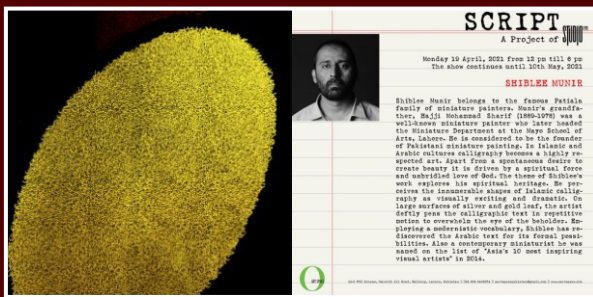 SCRIPT
A Project of STUDIO
Monday 19 April, 2021 from 12 pm till 6 pm
The show continues until 10th May, 2021
SHIBLEE MUNIR
Shiblee Munir belongs to the famous Patiala
family of miniature painters. Munir's grandfa-
ther, Hajji Mohammad Sharif (1889-1978) was a
well-known miniature painter who later headed
the Miniature Department at the Mayo School of
Arts, Lahore. He is considered to be the founder
of Pakistani miniature painting. In Islamic and
Arabic cultures calligraphy becomes a highly re-
spected art. Apart from a spontaneous desire to
create beauty it is driven by a spiritual force
and unbridled love of God. The theme of Shiblee's
work explores his spiritual heritage. He per-
ceives the innumerable shapes of Islamic callig-
raphy as visually exciting and dramatic. On
large surfaces of silver and gold leaf, the artist
deftly pens the calligraphic text in repetitive
motion to overwhelm the eye of the beholder. Em-
ploying a modernistic vocabulary, Shiblee has re-
discovered the Arabic text for its formal possi-
bilities. Also a contemporary miniaturist he was
named on the list of "Asia's 10 most inspiring
visual artists" in 2014.
O